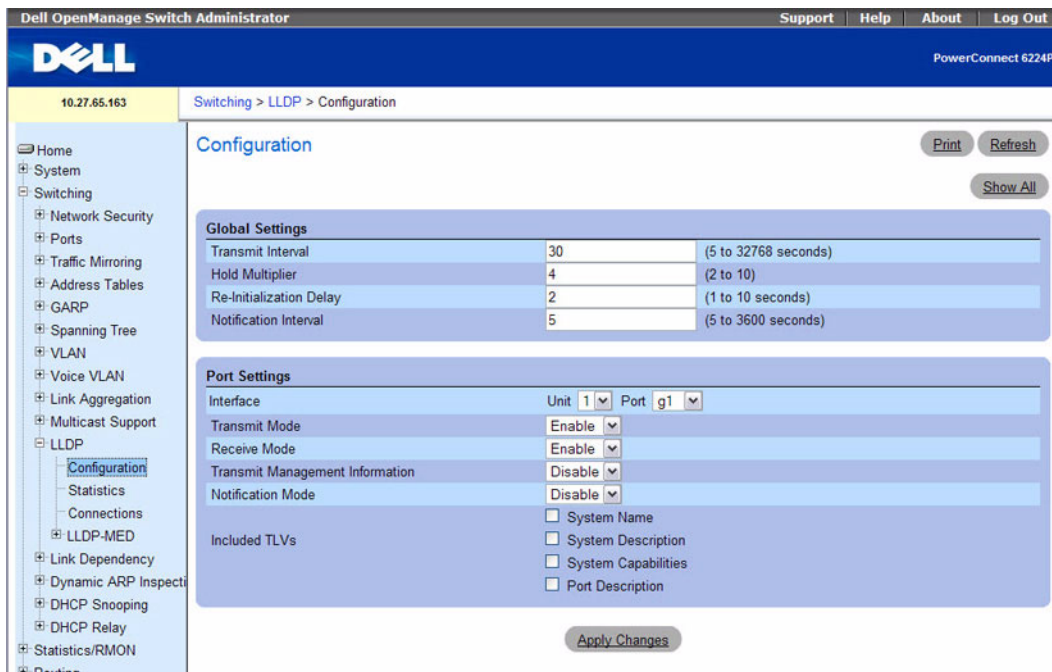 Dell OpenManage Switch Administrator
Support Help About Log Out
DELL
PowerConnect 6224P
10.27.65.163
Switching > LLDP > Configuration
Home
System
Switching
Network Security
Ports
Traffic Mirroring
Address Tables
GARP
Spanning Tree
VLAN
Voice VLAN
Link Aggregation
Multicast Support
LLDP
Configuration
Statistics
Connections
LLDP-MED
Link Dependency
Dynamic ARP Inspecti
DHCP Snooping
DHCP Relay
Statistics/RMON
Routing
Configuration
Print Refresh
Show All
Global Settings
Transmit Interval 30 (5 to 32768 seconds)
Hold Multiplier 4 (2 to 10)
Re-Initialization Delay 2 (1 to 10 seconds)
Notification Interval 5 (5 to 3600 seconds)
Port Settings
Interface Unit 1 Port g1
Transmit Mode Enable
Receive Mode Enable
Transmit Management Information Disable
Notification Mode Disable
Included TLVs
System Name
System Description
System Capabilities
Port Description
Apply Changes